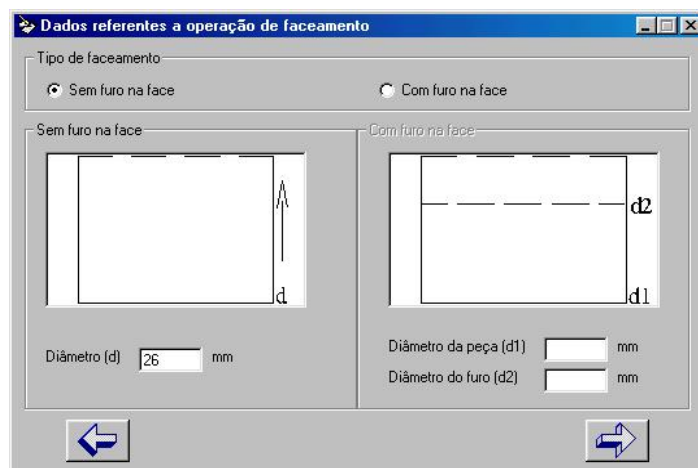 Dados referentes a operação de faceamento
Tipo de faceamento
Sem furo na face
Com furo na face
Sem furo na face
d
Diâmetro (d) 26 mm
Com furo na face
d2
d1
Diâmetro da peça (d1) mm
Diâmetro do furo (d2) mm